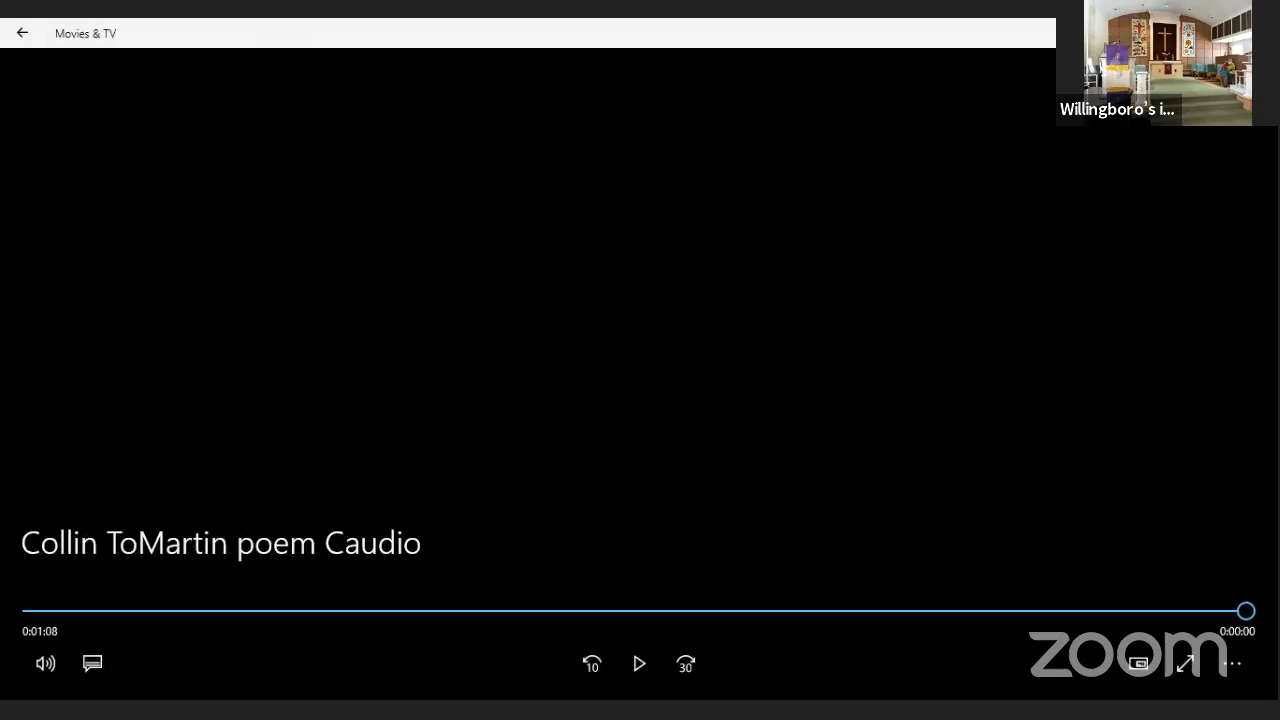 Movies & TV
Willingboro's i...
Collin ToMartin poem Caudio
0:01:08
0:00:00
10
30
zoom